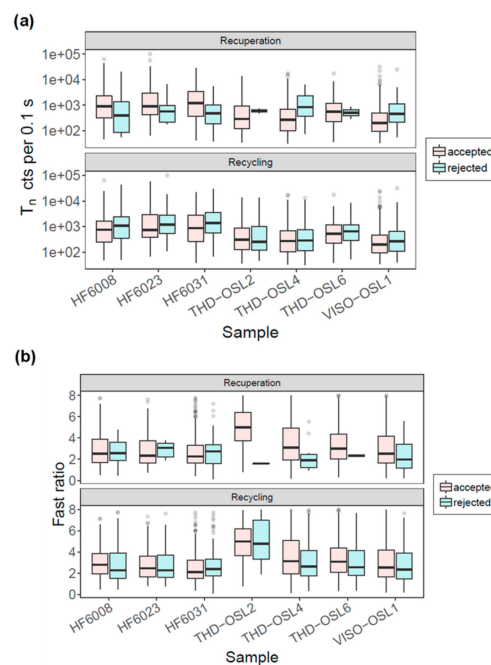 (a)
Recuperation
1e+05
1e+04
1e+03
1e+02
Recycling
1e+05
1e+04
1e+03
1e+02
Tn cts per 0.1 s
accepted
rejected
HF6008
HF6023
HF6031
THD-OSL2
THD-OSL4
THD-OSL6
VISO-OSL1
Sample
(b)
Recuperation
8
6
4
2
0
Recycling
8
6
4
2
0
Fast ratio
accepted
rejected
HF6008
HF6023
HF6031
THD-OSL2
THD-OSL4
THD-OSL6
VISO-OSL1
Sample